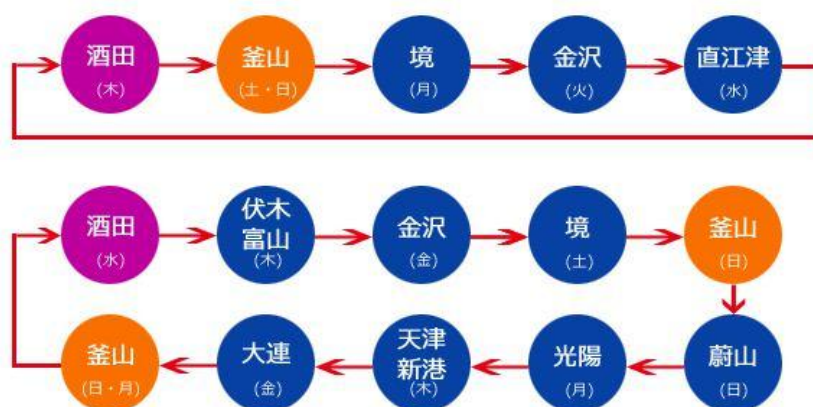 酒田
(木)
釜山
(土・日)
境
(月)
金沢
(火)
直江津
(水)
酒田
(水)
伏木
富山
(木)
金沢
(金)
境
(土)
釜山
(日)
釜山
(日・月)
大連
(金)
天津
新港
(木)
光陽
(月)
蔚山
(日)